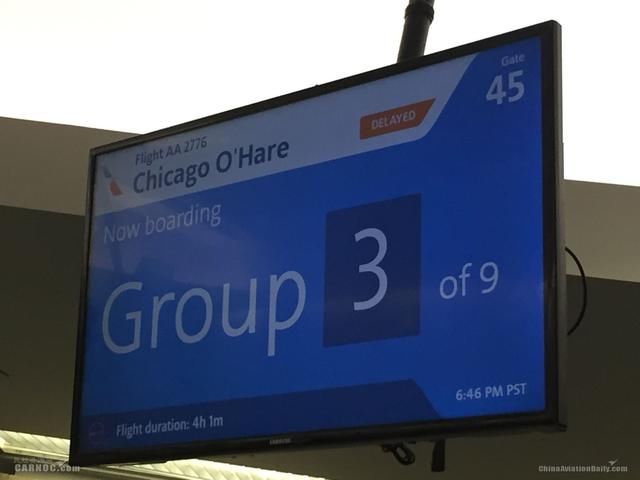 Gate
45
Flight AA 2776
Chicago O'Hare
DELAYED
Now boarding
Group 3 of 9
6:46 PM PST
Flight duration: 4h 1m
CARNOC.com
ChinaAviationDaily.com